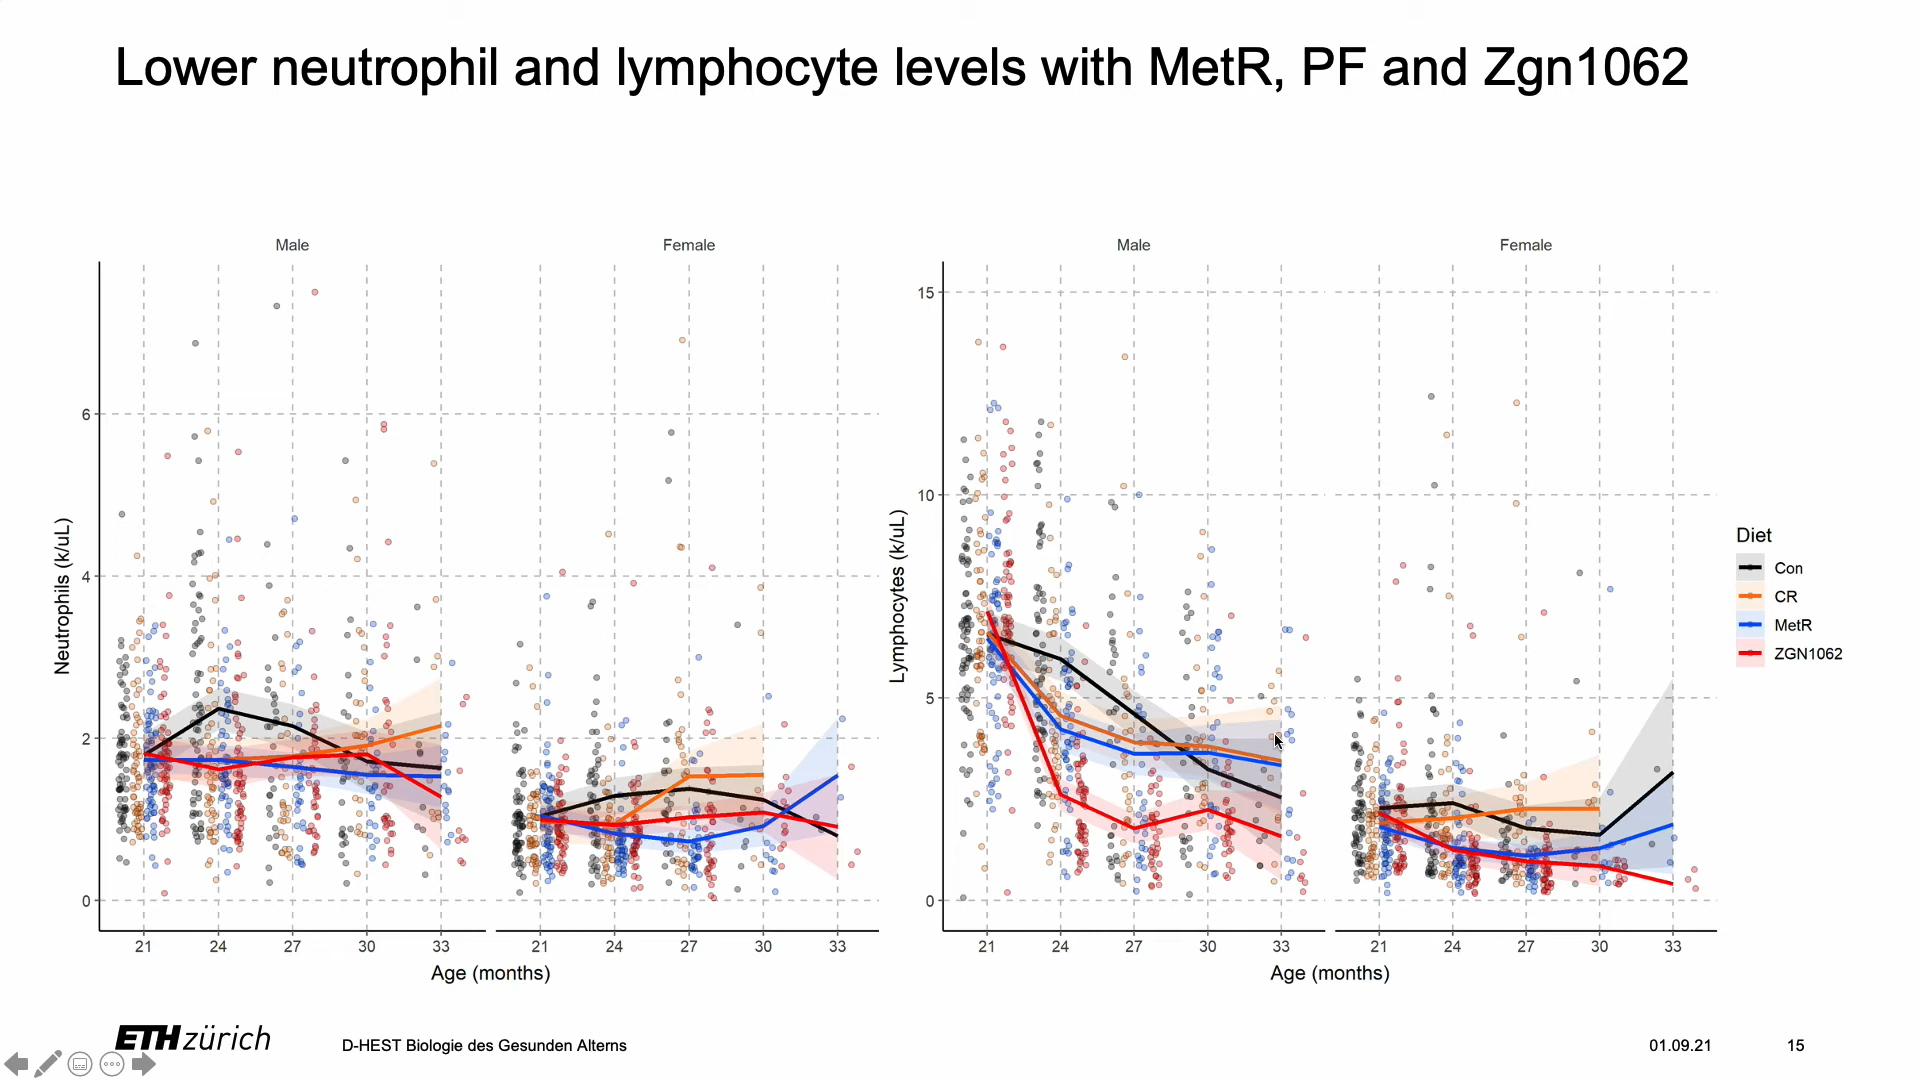 Lower neutrophil and lymphocyte levels with MetR, PF and Zgn1062
Male
Female
Neutrophils (k/uL)
6
4
2
0
21 24 27 30 33
21 24 27 30 33
Age (months)
Male
Female
Lymphocytes (k/uL)
15
10
5
0
21 24 27 30 33
21 24 27 30 33
Age (months)
Diet
Con
CR
MetR
ZGN1062
ETH zürich
D-HEST Biologie des Gesunden Alterns
01.09.21
15